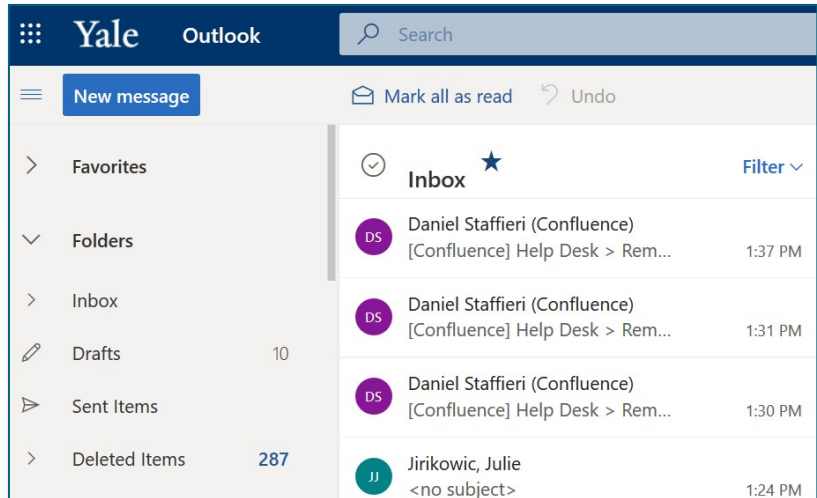 Yale Outlook Search
New message Mark all as read Undo
Favorites
Folders
Inbox
Drafts 10
Sent Items
Deleted Items 287
Inbox Filter
DS Daniel Staffieri (Confluence)
[Confluence] Help Desk > Rem... 1:37 PM
DS Daniel Staffieri (Confluence)
[Confluence] Help Desk > Rem... 1:31 PM
DS Daniel Staffieri (Confluence)
[Confluence] Help Desk > Rem... 1:30 PM
JJ Jirikowic, Julie
<no subject> 1:24 PM